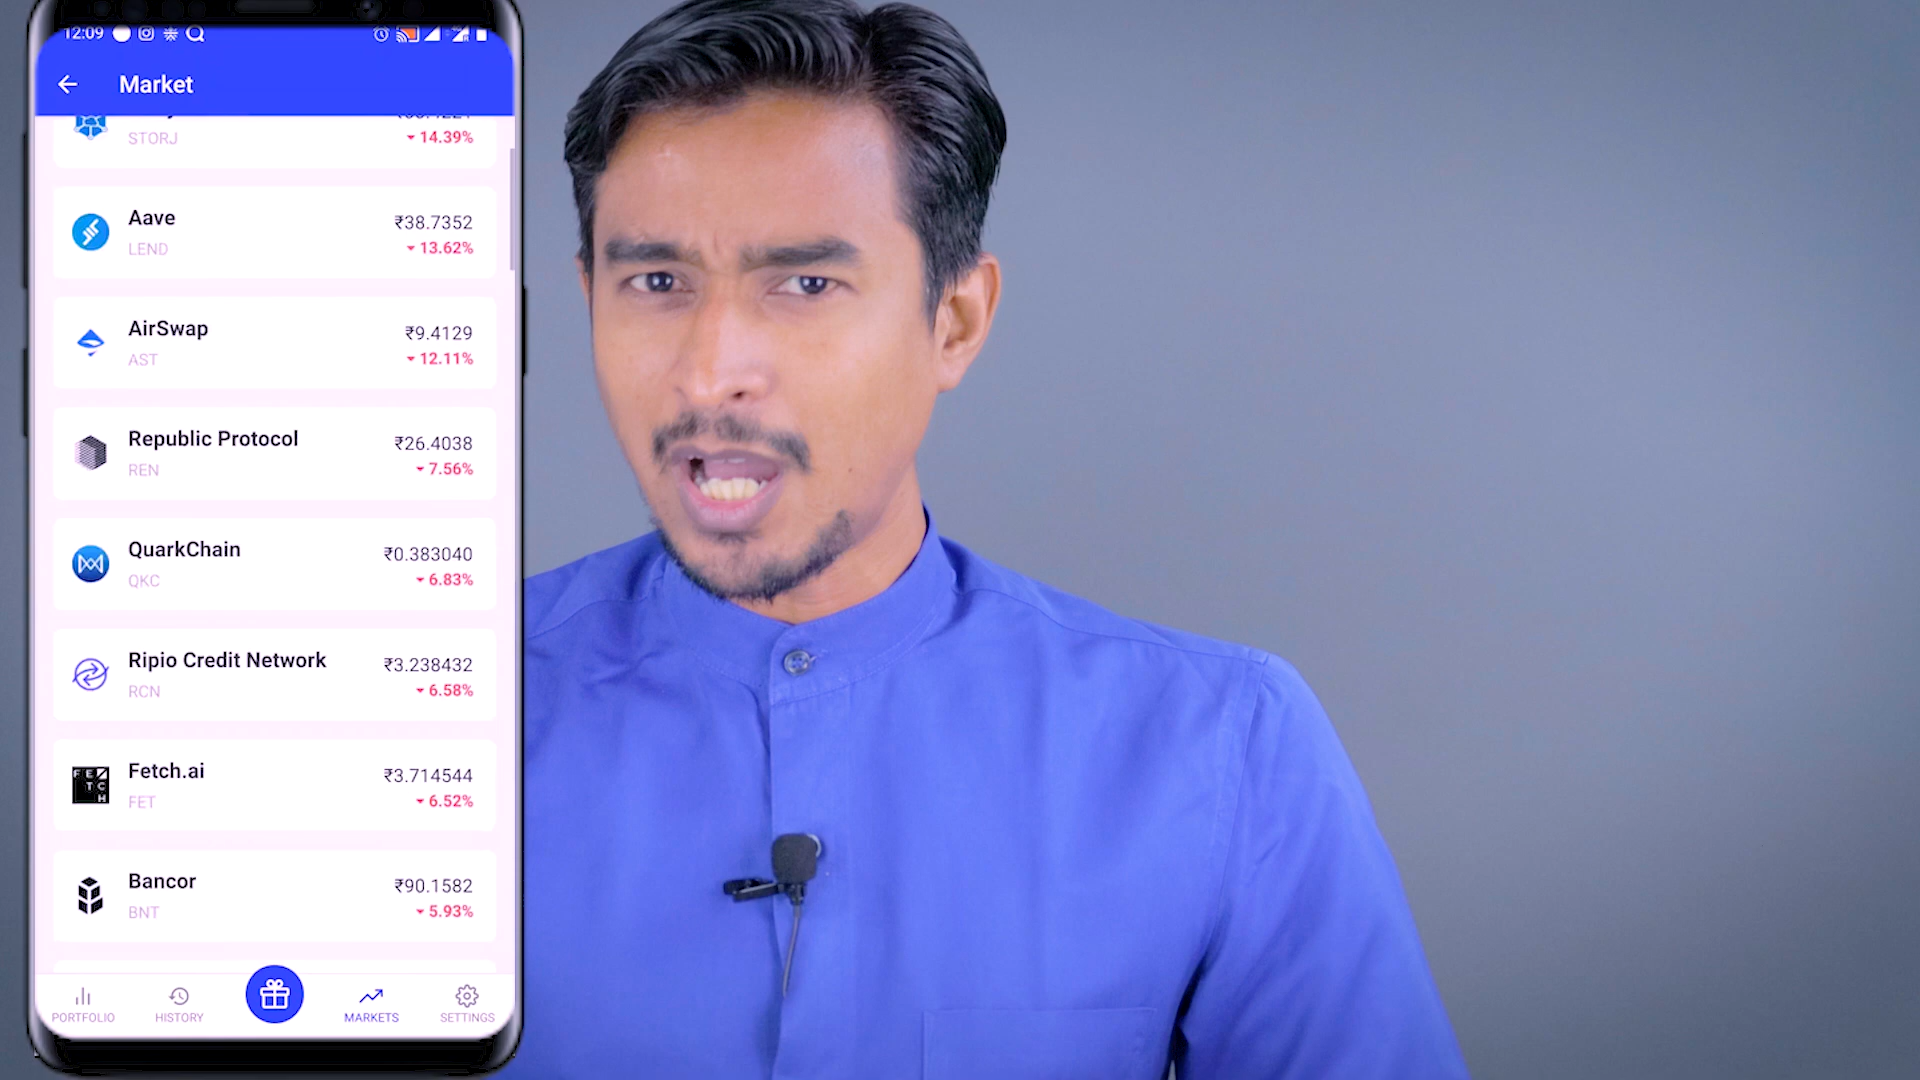 12:09
Market
STORJ
14.39%
Aave
₹38.7352
LEND
13.62%
AirSwap
₹9.4129
AST
12.11%
Republic Protocol
₹26.4038
REN
7.56%
QuarkChain
₹0.383040
QKC
6.83%
Ripio Credit Network
₹3.238432
RCN
6.58%
FETCH
Fetch.ai
₹3.714544
FET
6.52%
Bancor
₹90.1582
BNT
5.93%
PORTFOLIO
HISTORY
MARKETS
SETTINGS